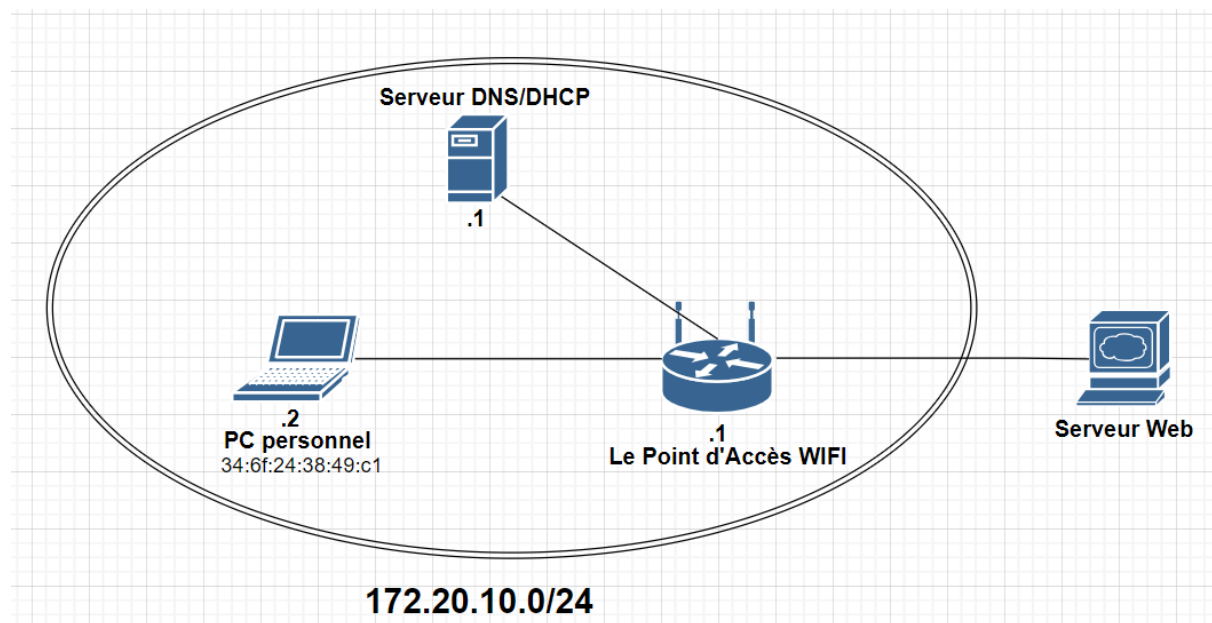 Serveur DNS/DHCP
.1
.2
PC personnel
34:6f:24:38:49:c1
.1
Le Point d'Accès WIFI
Serveur Web
172.20.10.0/24